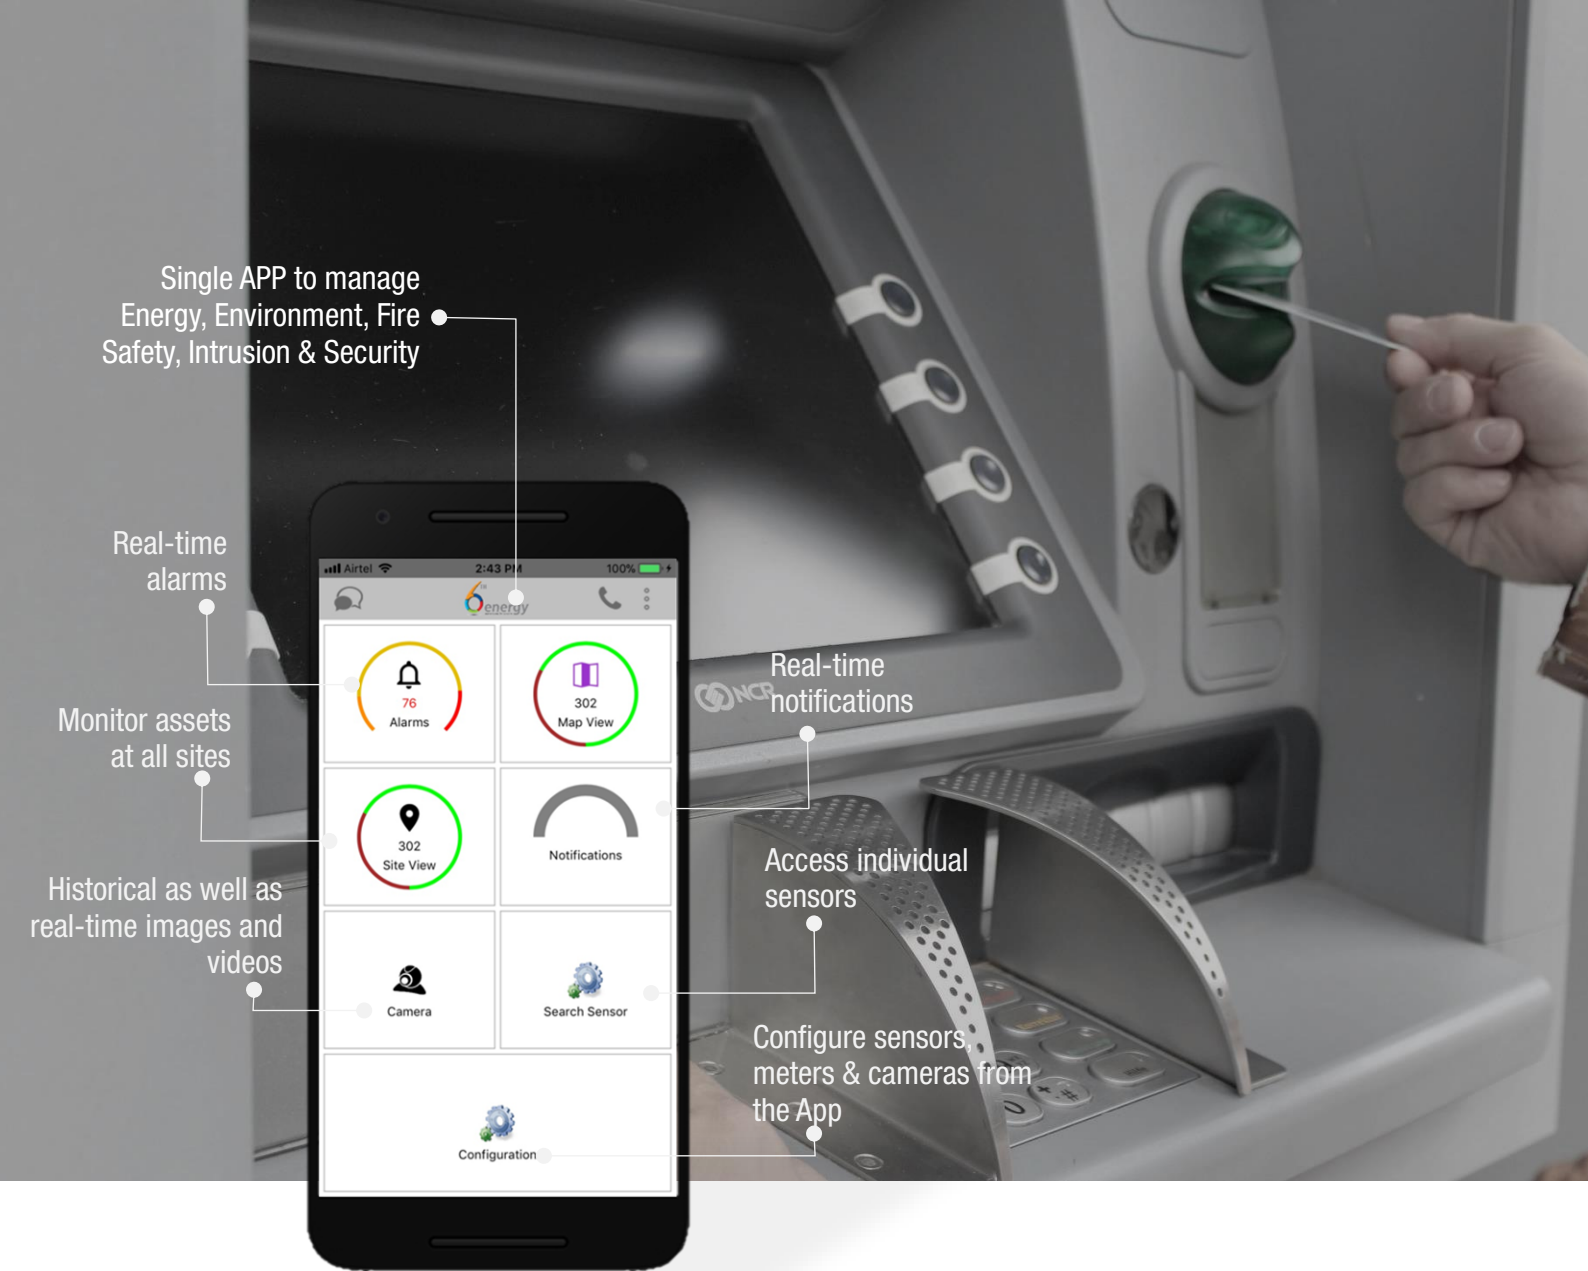 Single APP to manage
Energy, Environment, Fire
Safety, Intrusion & Security
Real-time
alarms
Monitor assets
at all sites
Historical as well as
real-time images and
videos
Airtel
2:43 PM
100%
6energy
76
Alarms
302
Map View
302
Site View
Notifications
Camera
Search Sensor
Configuration
NCR
Real-time
notifications
Access individual
sensors
Configure sensors,
meters & cameras from
the App